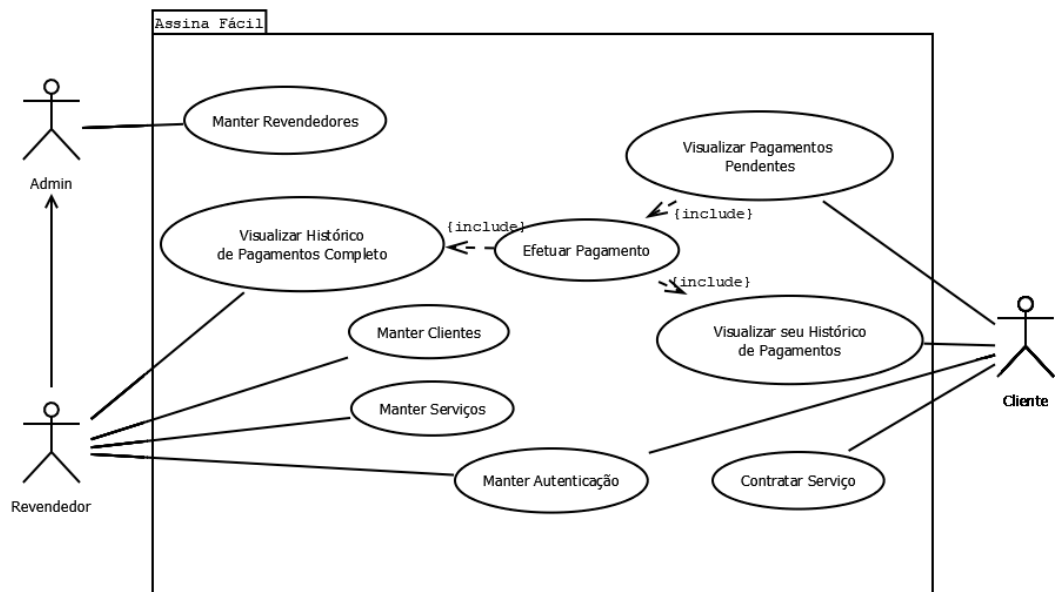 Assina Fácil
Manter Revendedores
Visualizar Pagamentos
Pendentes
Admin
{include}
{include}
Visualizar Histórico
de Pagamentos Completo
Efetuar Pagamento
{include}
Manter Clientes
Visualizar seu Histórico
de Pagamentos
Cliente
Manter Serviços
Manter Autenticação
Contratar Serviço
Revendedor